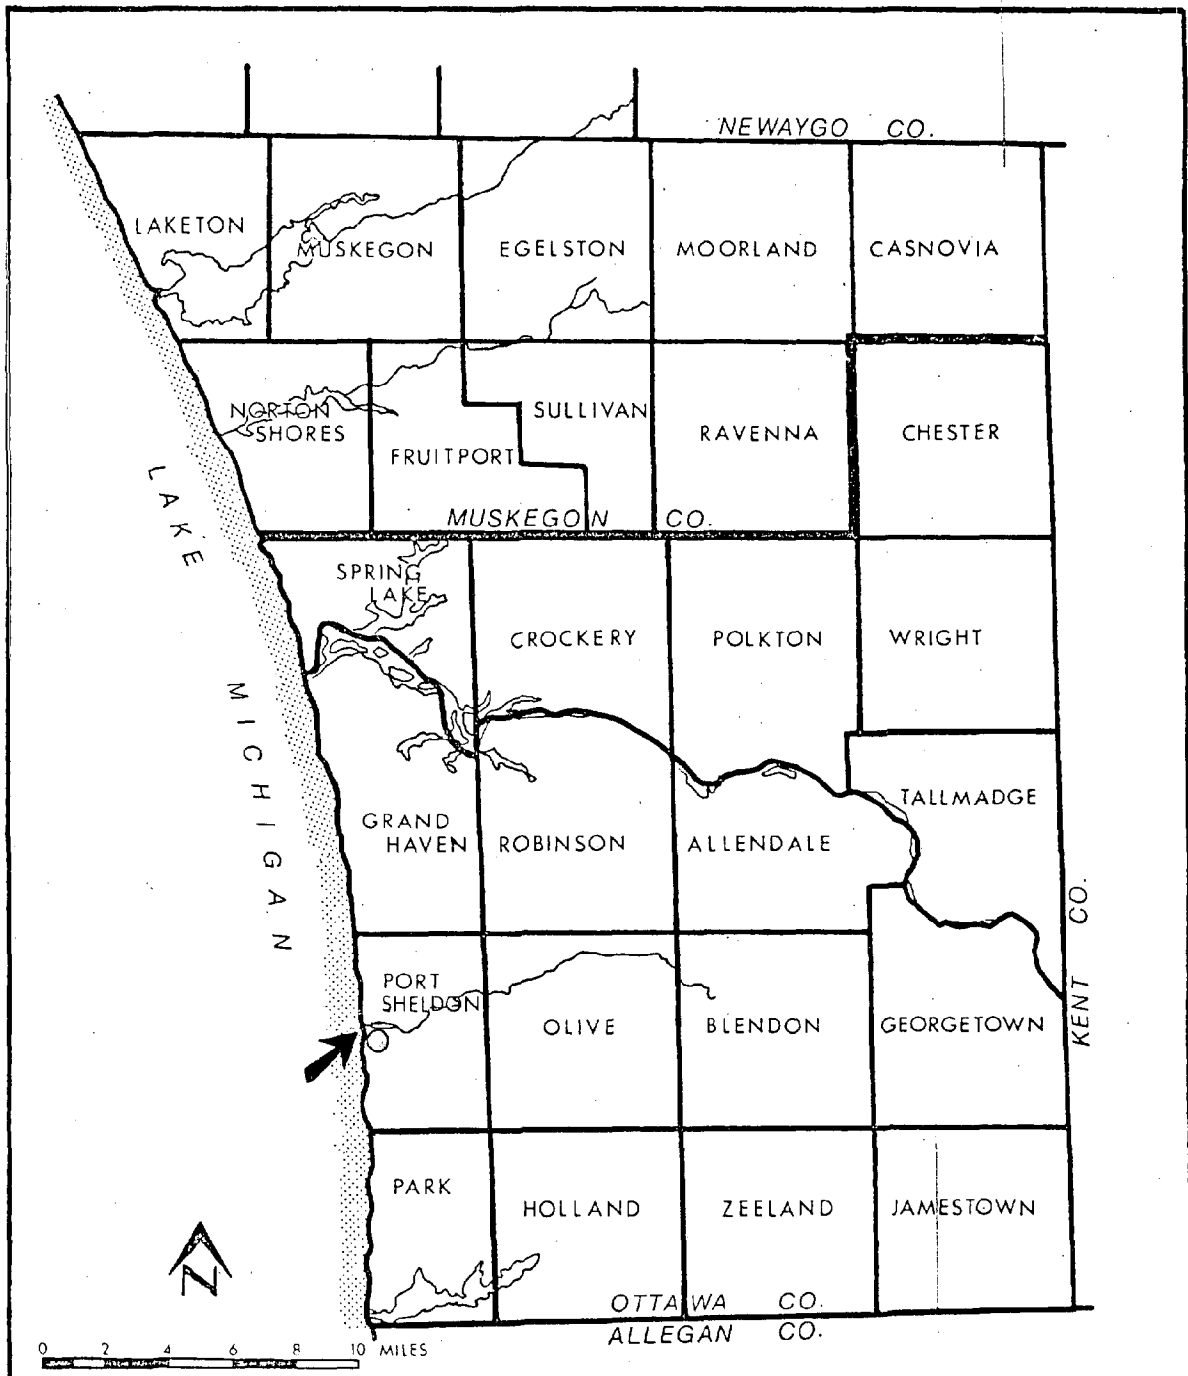 NEWAYGO CO.
LAKETON
MUSKEGON
EGELSTON
MOORLAND
CASNOVIA
NORTON
SHORES
FRUITPORT
SULLIVAN
RAVENNA
CHESTER
MUSKEGON CO.
LAKE MICHIGAN
SPRING
LAKE
CROCKERY
POLKTON
WRIGHT
GRAND
HAVEN
ROBINSON
ALLENDALE
TALLMADGE
KENT CO.
PORT
SHELDON
OLIVE
BLENDON
GEORGETOWN
PARK
HOLLAND
ZEELAND
JAMESTOWN
N
OTTAWA CO.
ALLEGAN CO.
0 2 4 6 8 10 MILES